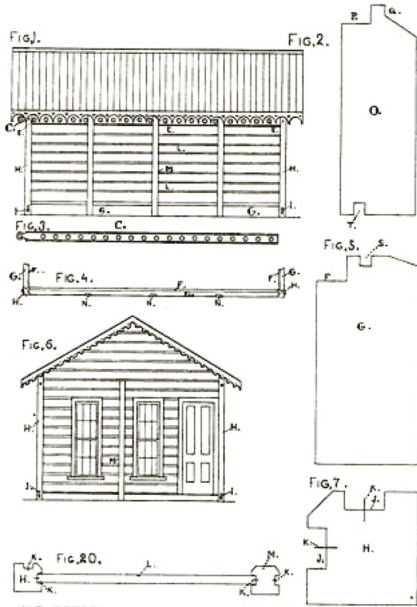 FIG. 1.
FIG. 2.
P. Q.
O.
T.
C.
E. E. E.
L.
H. M. H.
L.
I. G. G. I.
FIG. 3. C.
FIG. 4.
G. F. F. F. G.
H. N. N. N. H.
FIG. 5. S.
F.
G.
FIG. 6.
H. H.
M.
I. I.
FIG. 7. K.
J.
K. H.
J.
FIG. 20.
K. L. M.
H. K.
K. K.